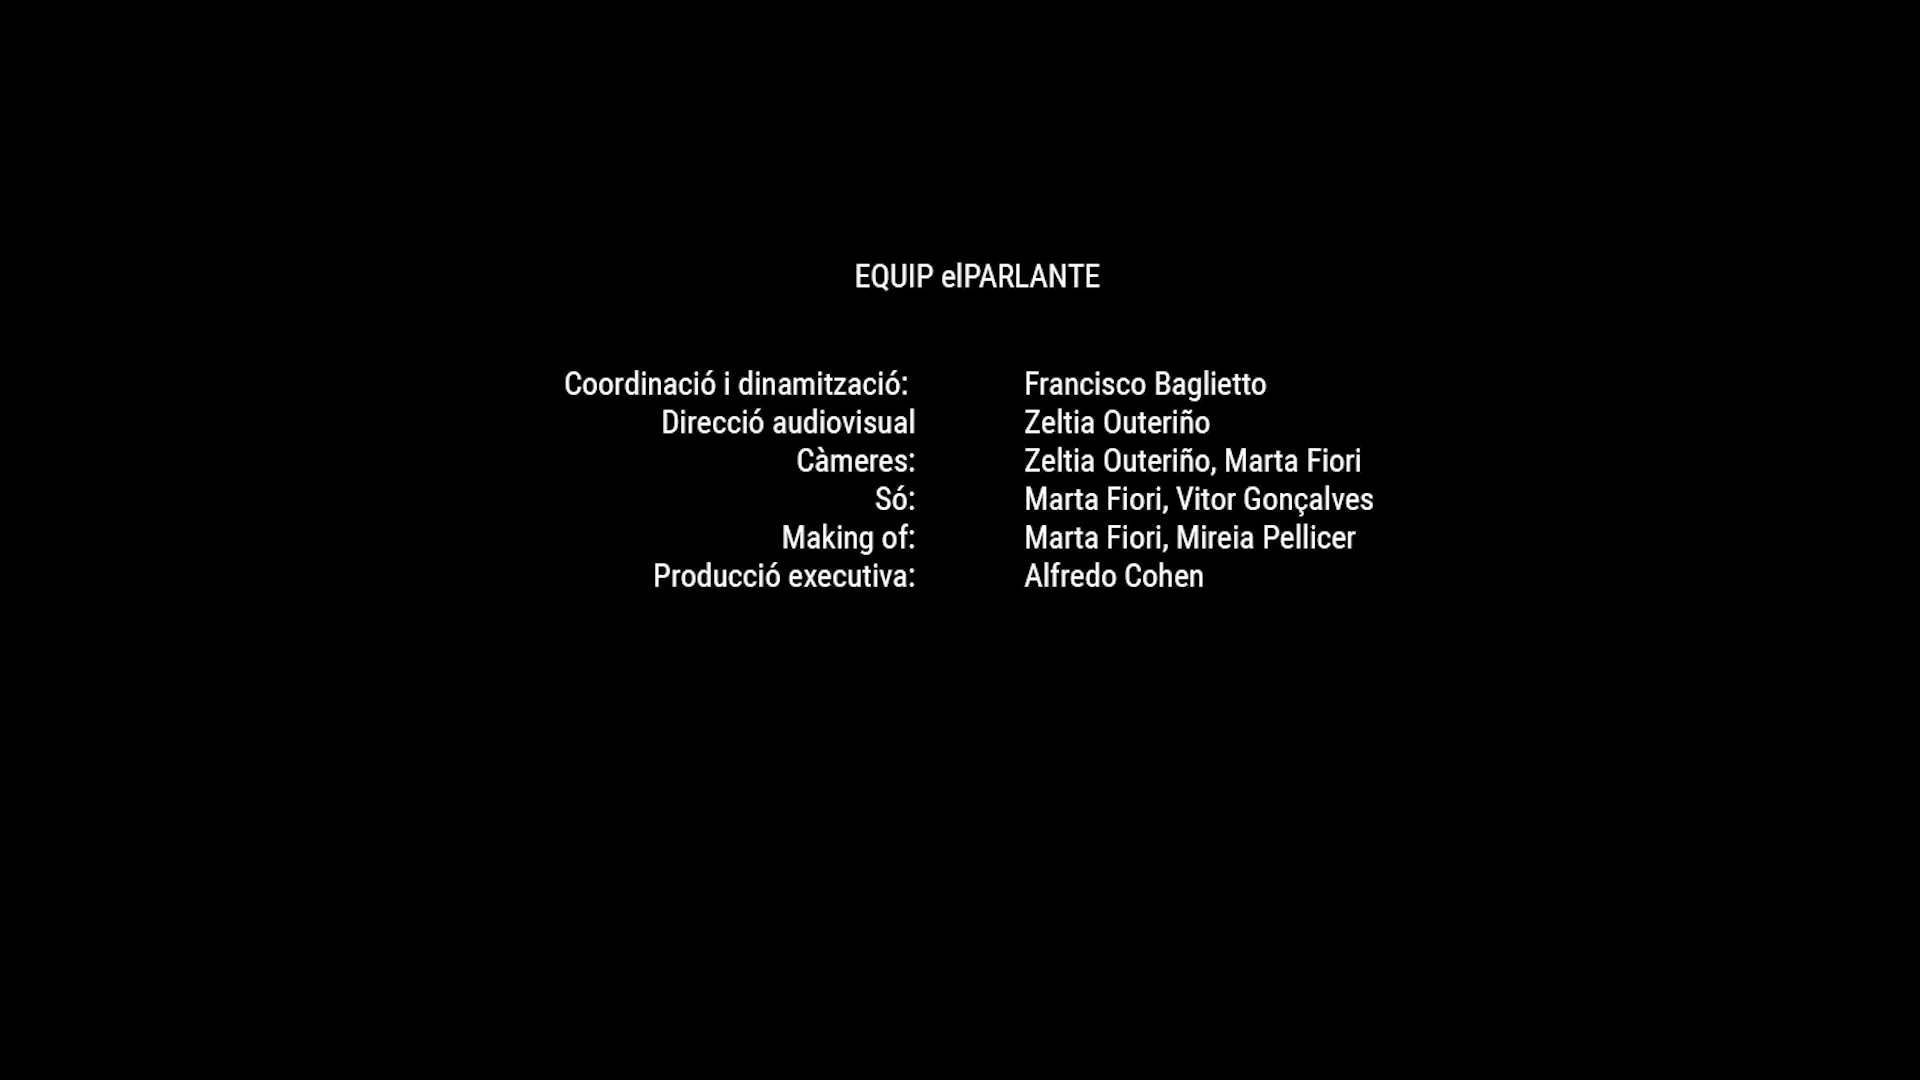 EQUIP elPARLANTE
Coordinació i dinamització: Francisco Baglietto
Direcció audiovisual Zeltia Outeriño
Càmeres: Zeltia Outeriño, Marta Fiori
Só: Marta Fiori, Vitor Gonçalves
Making of: Marta Fiori, Mireia Pellicer
Producció executiva: Alfredo Cohen